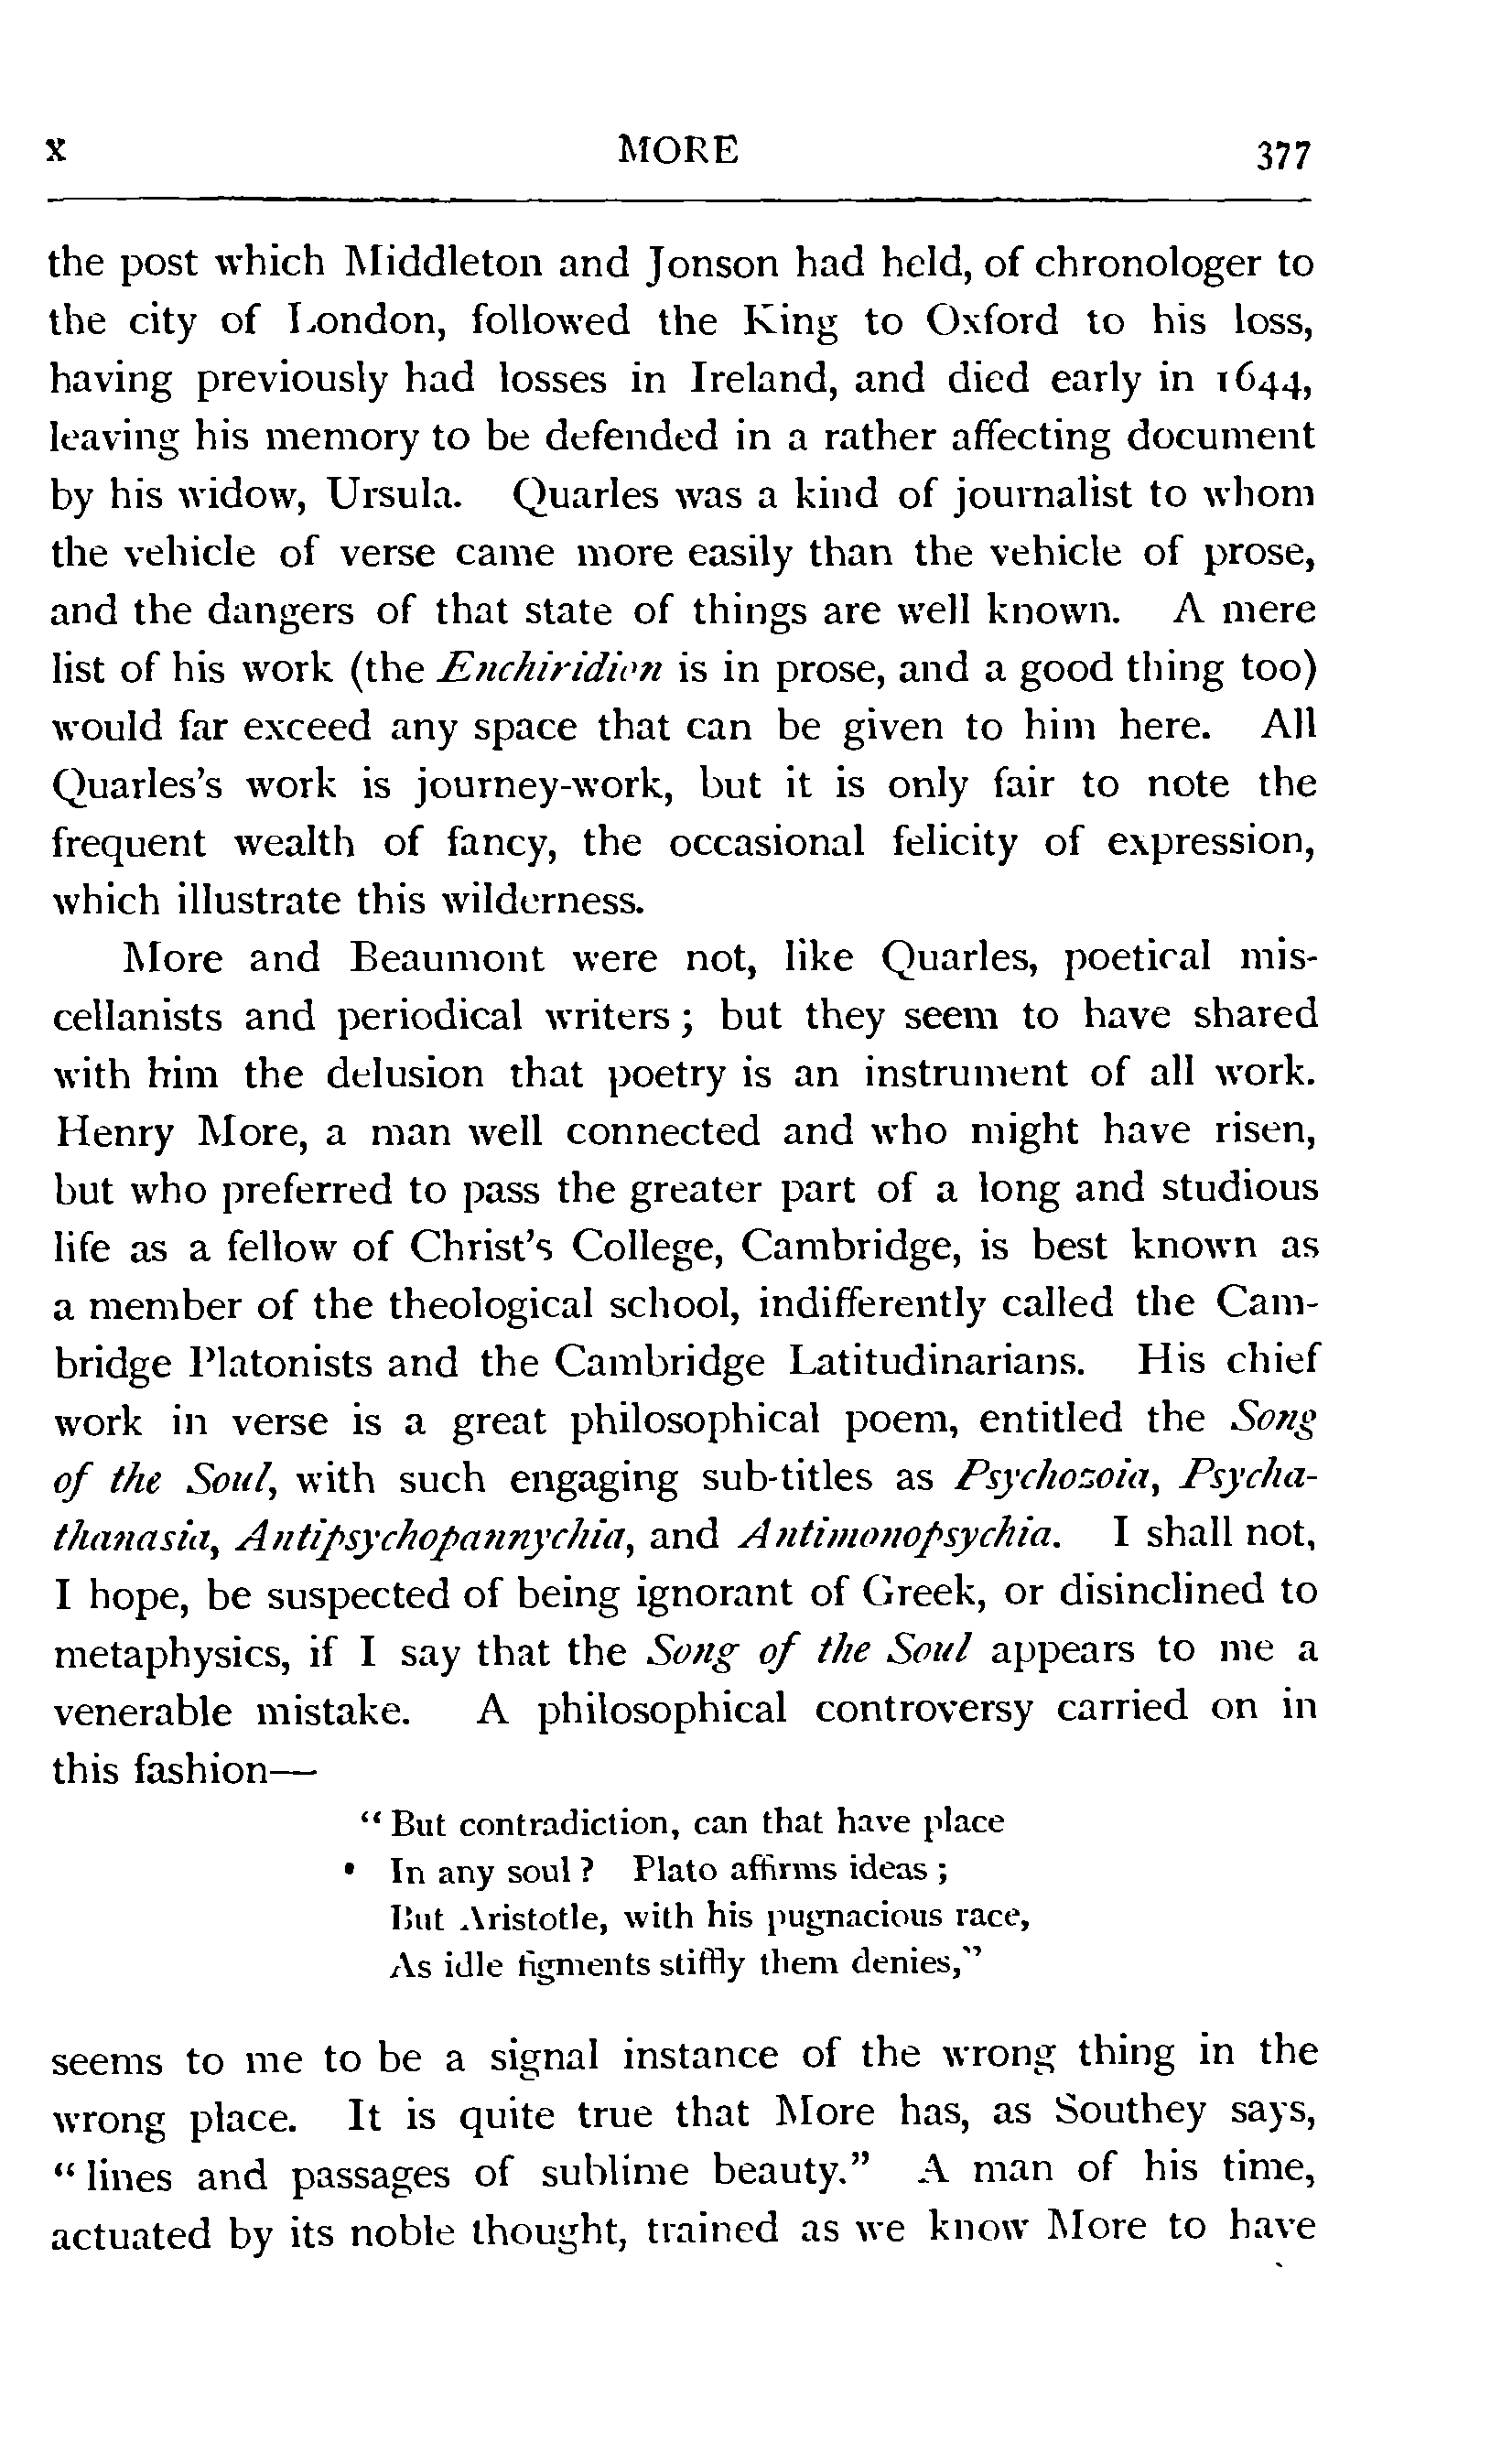 x MORE 377
the post which Middleton and Jonson had held, of chronologer to
the city of London, followed the King to Oxford to his loss,
having previously had losses in Ireland, and died early in 1644,
leaving his memory to be defended in a rather affecting document
by his widow, Ursula. Quarles was a kind of journalist to whom
the vehicle of verse came more easily than the vehicle of prose,
and the dangers of that state of things are well known. A mere
list of his work (the Enchiridion is in prose, and a good thing too)
would far exceed any space that can be given to him here. All
Quarles's work is journey-work, but it is only fair to note the
frequent wealth of fancy, the occasional felicity of expression,
which illustrate this wilderness.
More and Beaumont were not, like Quarles, poetical mis-
cellanists and periodical writers; but they seem to have shared
with him the delusion that poetry is an instrument of all work.
Henry More, a man well connected and who might have risen,
but who preferred to pass the greater part of a long and studious
life as a fellow of Christ's College, Cambridge, is best known as
a member of the theological school, indifferently called the Cam-
bridge Platonists and the Cambridge Latitudinarians. His chief
work in verse is a great philosophical poem, entitled the Song
of the Soul, with such engaging sub-titles as Psychozoia, Psycha-
thanasia, Antipsychopannychia, and Antimonopsychia. I shall not,
I hope, be suspected of being ignorant of Greek, or disinclined to
metaphysics, if I say that the Song of the Soul appears to me a
venerable mistake. A philosophical controversy carried on in
this fashion—
"But contradiction, can that have place
In any soul? Plato affirms ideas;
But Aristotle, with his pugnacious race,
As idle figments stiffly them denies,"
seems to me to be a signal instance of the wrong thing in the
wrong place. It is quite true that More has, as Southey says,
"lines and passages of sublime beauty." A man of his time,
actuated by its noble thought, trained as we know More to have